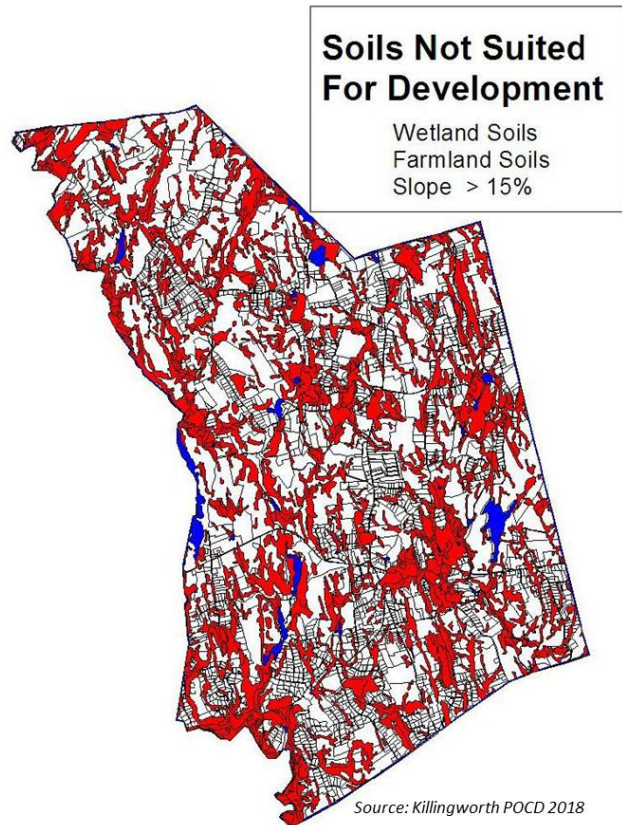 Soils Not Suited
For Development
Wetland Soils
Farmland Soils
Slope > 15%
Source: Killingworth POCD 2018